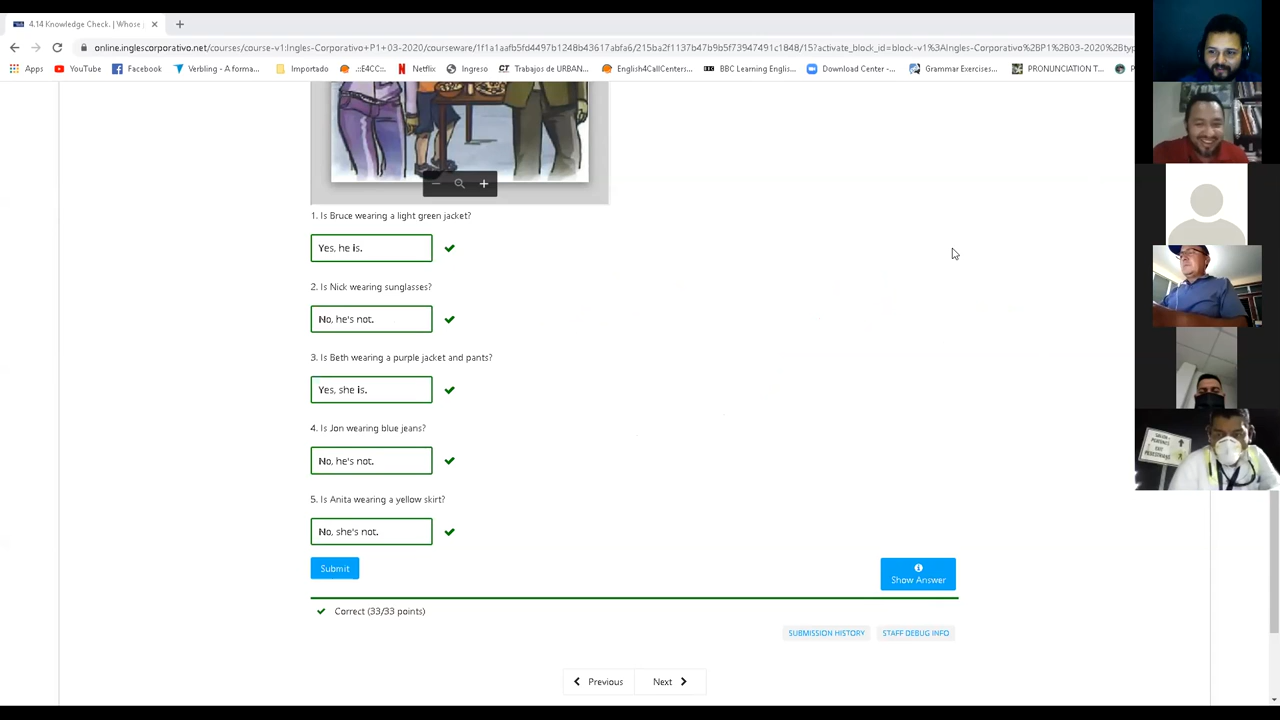 4.14 Knowledge Check. | Whose
online.inglescorporativo.net/courses/course-v1:Ingles-Corporativo+P1+03-2020/courseware/1f1a1aafb5fd4497b1248b43617abfa6/215ba2f1137b47b9b5f73947491c1848/15?activate_block_id=block-v1%3AIngles-Corporativo%2BP1%2B03-2020%2Btyp
Apps YouTube Facebook Verbling - A forma... Importado .::E4CC::. Netflix Ingreso CT Trabajos de URBAN... English4CallCenters... BBC Learning English... Download Center -... Grammar Exercises... PRONUNCIATION T... P
1. Is Bruce wearing a light green jacket?
Yes, he is.
2. Is Nick wearing sunglasses?
No, he's not.
3. Is Beth wearing a purple jacket and pants?
Yes, she is.
4. Is Jon wearing blue jeans?
No, he's not.
5. Is Anita wearing a yellow skirt?
No, she's not.
Submit
Show Answer
Correct (33/33 points)
SUBMISSION HISTORY STAFF DEBUG INFO
Previous Next